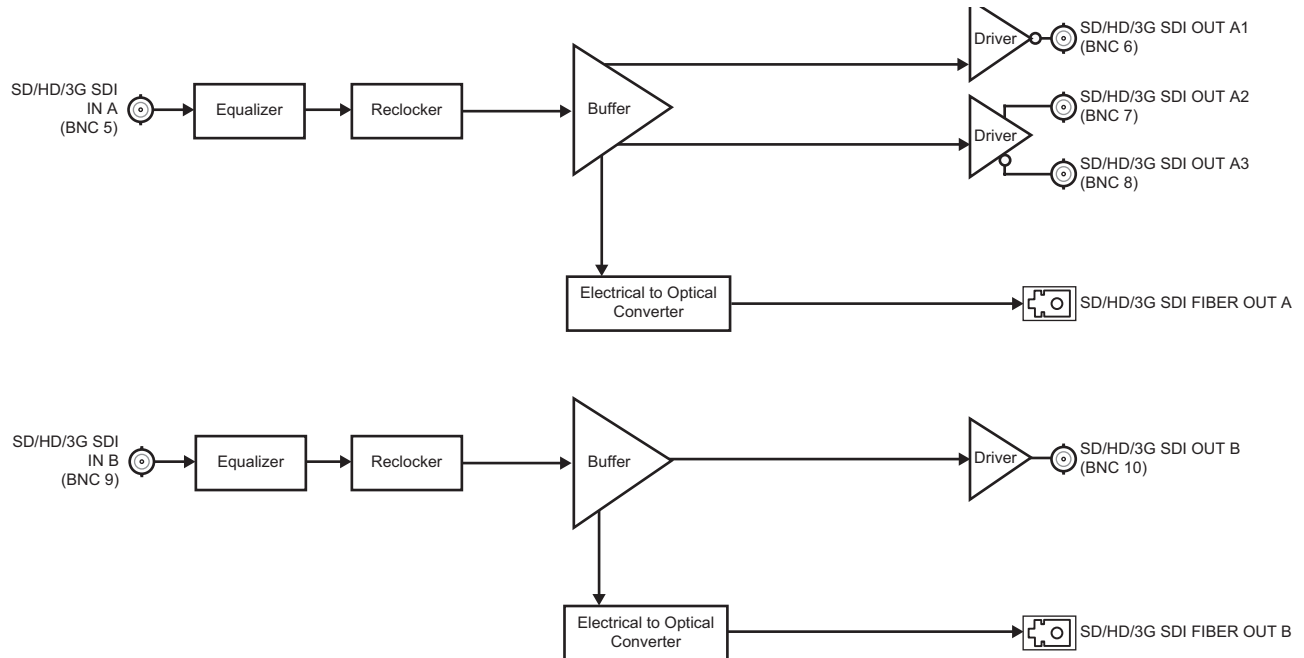 SD/HD/3G SDI
IN A
(BNC 5)
Equalizer
Reclocker
Buffer
Driver
SD/HD/3G SDI OUT A1
(BNC 6)
Driver
SD/HD/3G SDI OUT A2
(BNC 7)
SD/HD/3G SDI OUT A3
(BNC 8)
Electrical to Optical
Converter
SD/HD/3G SDI FIBER OUT A
SD/HD/3G SDI
IN B
(BNC 9)
Equalizer
Reclocker
Buffer
Driver
SD/HD/3G SDI OUT B
(BNC 10)
Electrical to Optical
Converter
SD/HD/3G SDI FIBER OUT B